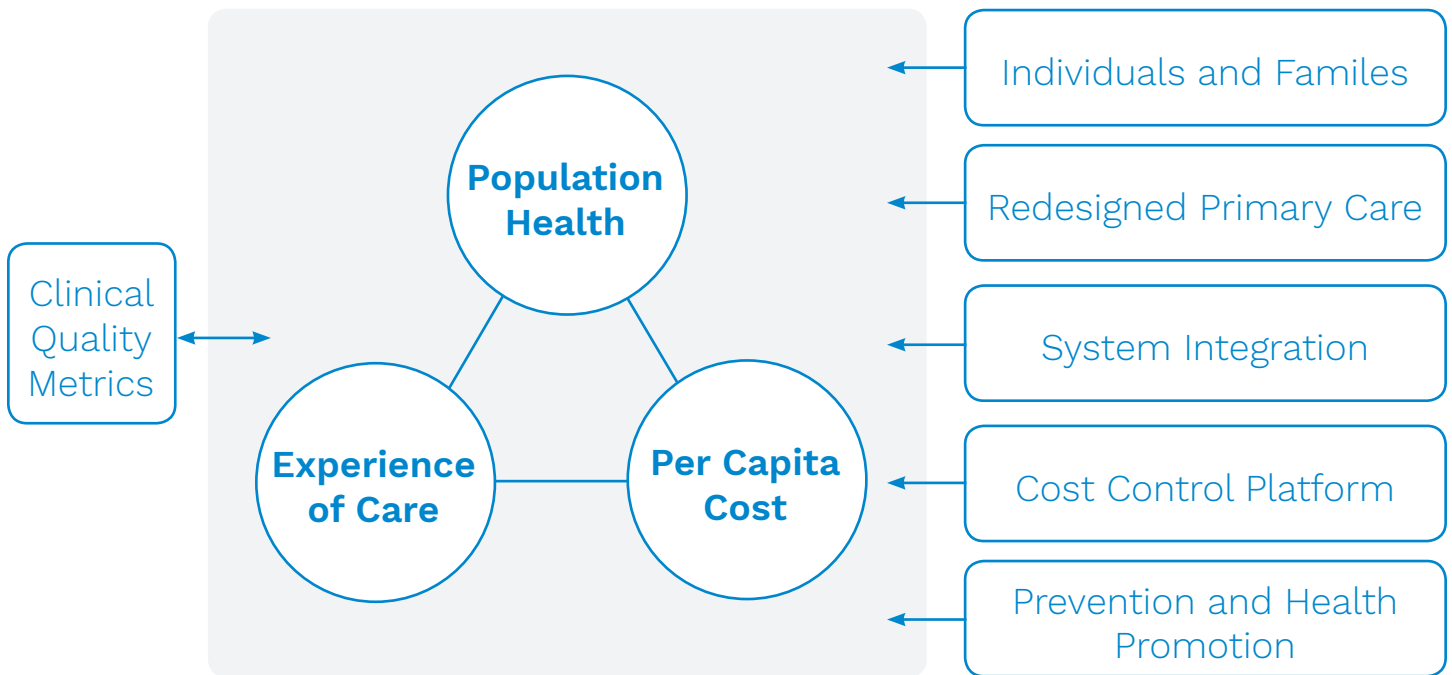 Clinical
Quality
Metrics
Population
Health
Experience
of Care
Per Capita
Cost
Individuals and Familes
Redesigned Primary Care
System Integration
Cost Control Platform
Prevention and Health
Promotion